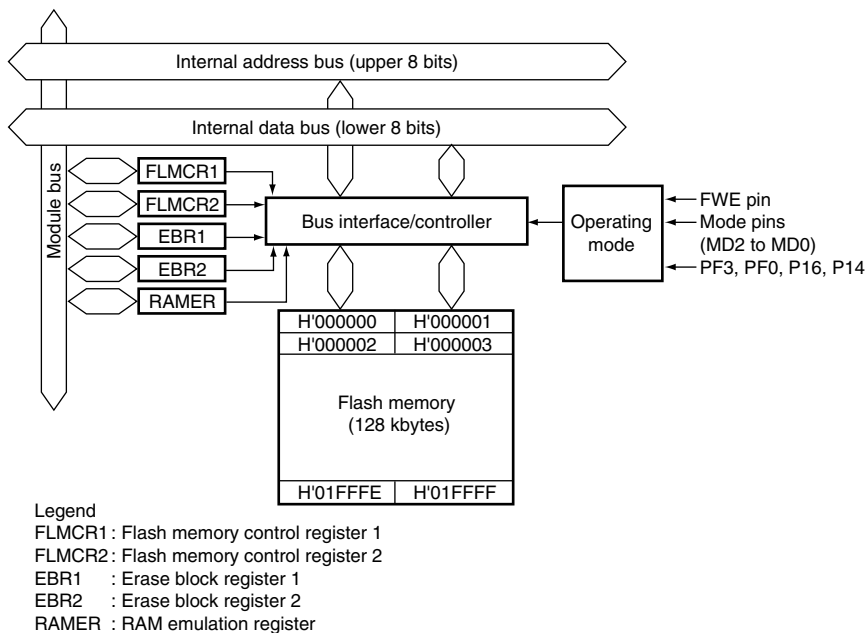 Internal address bus (upper 8 bits)
Internal data bus (lower 8 bits)
Module bus
FLMCR1
FLMCR2
EBR1
EBR2
RAMER
Bus interface/controller
Operating
mode
FWE pin
Mode pins
(MD2 to MD0)
PF3, PF0, P16, P14
H'000000 H'000001
H'000002 H'000003
Flash memory
(128 kbytes)
H'01FFFE H'01FFFF
Legend
FLMCR1 : Flash memory control register 1
FLMCR2 : Flash memory control register 2
EBR1 : Erase block register 1
EBR2 : Erase block register 2
RAMER : RAM emulation register